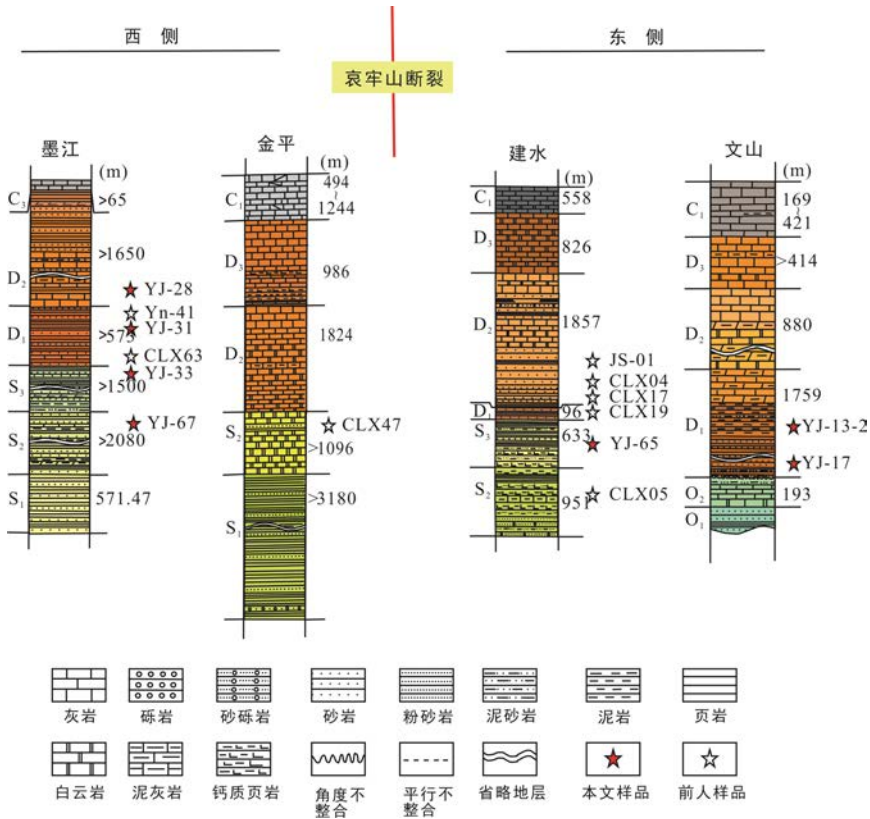 西侧
东侧
哀牢山断裂
墨江
(m)
C3
>65
D2
>1650
YJ-28
Yn-41
D1
>575
YJ-31
CLX63
S3
>1500
YJ-33
S2
>2080
YJ-67
S1
571.47
金平
(m)
C1
494
~
1244
D3
986
D2
1824
S2
>1096
CLX47
S1
>3180
建水
(m)
C1
558
D3
826
D2
1857
JS-01
CLX04
CLX17
D1
96
CLX19
S3
633
YJ-65
S2
951
CLX05
文山
(m)
C1
169
~
421
D3
>414
D2
880
D1
1759
YJ-13-2
YJ-17
O2
193
O1
灰岩
砾岩
砂砾岩
砂岩
粉砂岩
泥砂岩
泥岩
页岩
白云岩
泥灰岩
钙质页岩
角度不
整合
平行不
整合
省略地层
本文样品
前人样品